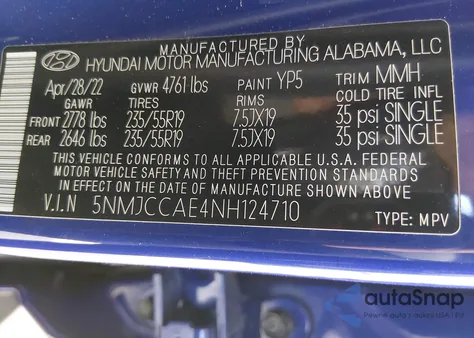 MANUFACTURED BY
HYUNDAI MOTOR MANUFACTURING ALABAMA, LLC
Apr/28/22 GVWR 4761 lbs PAINT YP5 TRIM MMH
GAWR TIRES RIMS COLD TIRE INFL
FRONT 2778 lbs 235/55R19 7.5JX19 35 psi SINGLE
REAR 2646 lbs 235/55R19 7.5JX19 35 psi SINGLE
THIS VEHICLE CONFORMS TO ALL APPLICABLE U.S.A. FEDERAL
MOTOR VEHICLE SAFETY AND THEFT PREVENTION STANDARDS
IN EFFECT ON THE DATE OF MANUFACTURE SHOWN ABOVE
V.I.N 5NMJCCAE4NH124710
TYPE: MPV
autoSnap